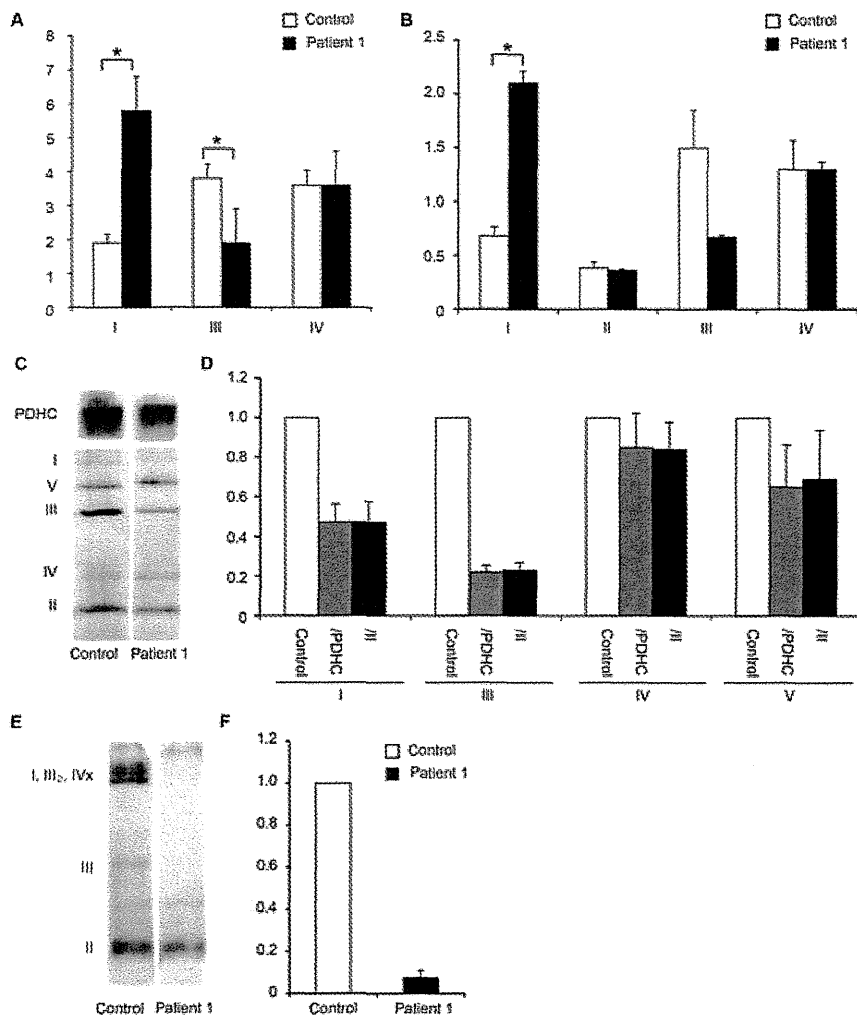 A
Control
Patient 1
8
7
6
5
4
3
2
1
0
*
*
I III IV
B
Control
Patient 1
2.5
2.0
1.5
1.0
0.5
0
*
I II III IV
C
PDHC
I
V
III
IV
II
Control Patient 1
D
1.2
1.0
0.8
0.6
0.4
0.2
0
Control /PDHC /II Control /PDHC /II Control /PDHC /II Control /PDHC /II
I III IV V
E
I, III₂, IVx
III
II
Control Patient 1
F
Control
Patient 1
1.2
1.0
0.8
0.6
0.4
0.2
0
Control Patient 1